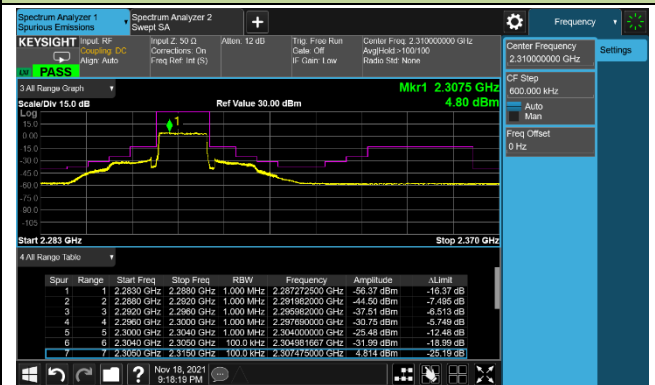 Spectrum Analyzer 1
Spurious Emissions
Spectrum Analyzer 2
Swept SA
+
Frequency
KEYSIGHT
Input: RF
Coupling: DC
Align: Auto
Input Z: 50 Ω
Corrections: On
Freq Ref: Int (S)
Atten: 12 dB
Trig: Free Run
Gate: Off
IF Gain: Low
Center Freq: 2.310000000 GHz
Avg|Hold:>100/100
Radio Std: None
PASS
Center Frequency
2.310000000 GHz
Settings
CF Step
600.000 kHz
Auto
Man
Freq Offset
0 Hz
3 All Range Graph
Mkr1 2.3075 GHz
Scale/Div 15.0 dB
Ref Value 30.00 dBm
4.80 dBm
Log
15.0
0.00
-15.0
-30.0
-45.0
-60.0
-75.0
-90.0
-105
1
Start 2.283 GHz
Stop 2.370 GHz
4 All Range Table
Spur Range Start Freq Stop Freq RBW Frequency Amplitude ΔLimit
1 1 2.2830 GHz 2.2880 GHz 1.000 MHz 2.287272500 GHz -56.37 dBm -16.37 dB
2 2 2.2880 GHz 2.2920 GHz 1.000 MHz 2.291982000 GHz -44.50 dBm -7.495 dB
3 3 2.2920 GHz 2.2960 GHz 1.000 MHz 2.295982000 GHz -37.51 dBm -6.513 dB
4 4 2.2960 GHz 2.3000 GHz 1.000 MHz 2.297690000 GHz -30.75 dBm -5.749 dB
5 5 2.3000 GHz 2.3040 GHz 1.000 MHz 2.304000000 GHz -25.48 dBm -12.48 dB
6 6 2.3040 GHz 2.3050 GHz 100.0 kHz 2.304981667 GHz -31.99 dBm -18.99 dB
7 7 2.3050 GHz 2.3150 GHz 100.0 kHz 2.307475000 GHz 4.814 dBm -25.19 dB
?
Nov 18, 2021
9:18:19 PM